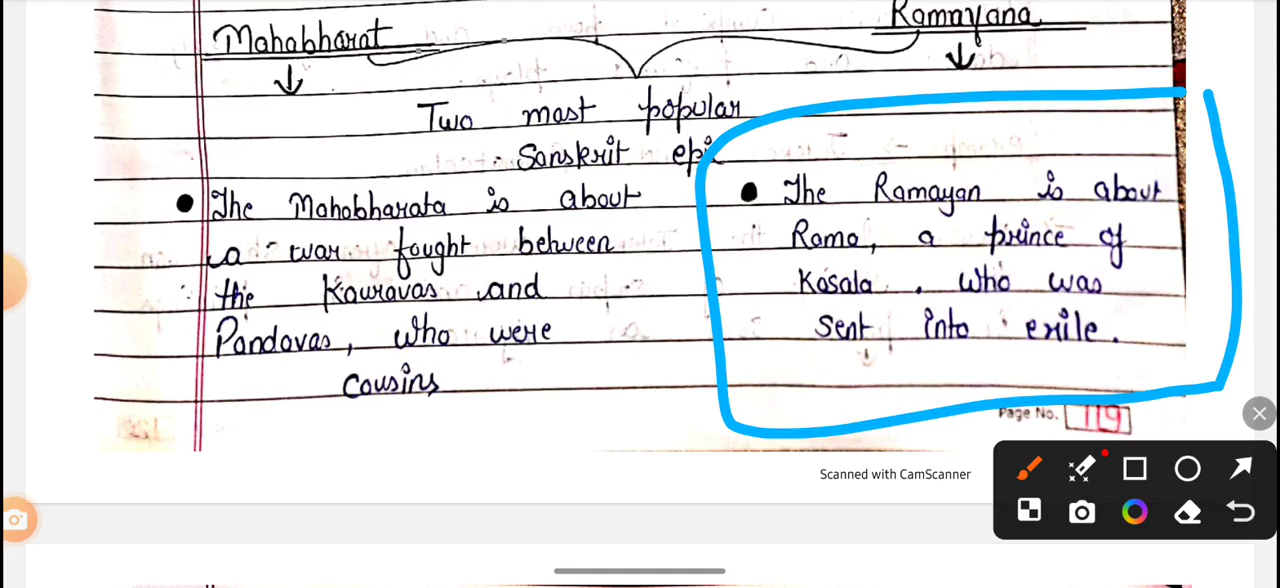 Mahabharat
Ramayana
Two mast popular
Sanskrit epi
• The Mahabharata is about
a war fought between
the Kauravas and
Pandavas, who were
cousins
• The Ramayan is about
Rama, a prince of
Kosala, who was
sent into exile.
Page No. 119
Scanned with CamScanner